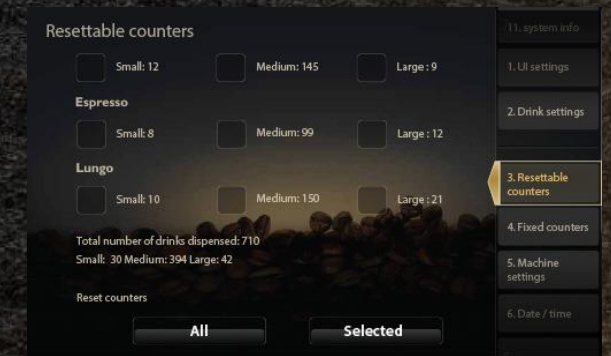 Resettable counters
Small: 12 Medium: 145 Large : 9
Espresso
Small: 8 Medium: 99 Large : 12
Lungo
Small: 10 Medium: 150 Large : 21
Total number of drinks dispensed: 710
Small: 30 Medium: 394 Large: 42
Reset counters
All Selected
11. system info
1. UI settings
2. Drink settings
3. Resettable
counters
4. Fixed counters
5. Machine
settings
6. Date / time